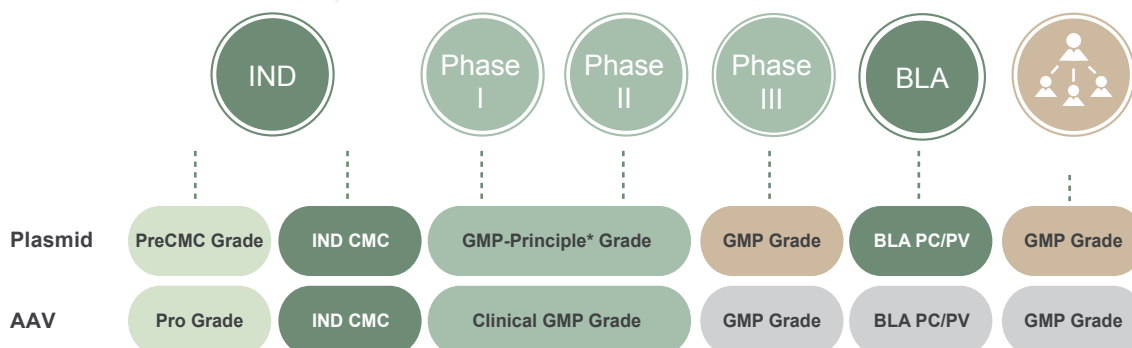 IND
Phase
I
Phase
II
Phase
III
BLA
Plasmid
PreCMC Grade
IND CMC
GMP-Principle* Grade
GMP Grade
BLA PC/PV
GMP Grade
AAV
Pro Grade
IND CMC
Clinical GMP Grade
GMP Grade
BLA PC/PV
GMP Grade